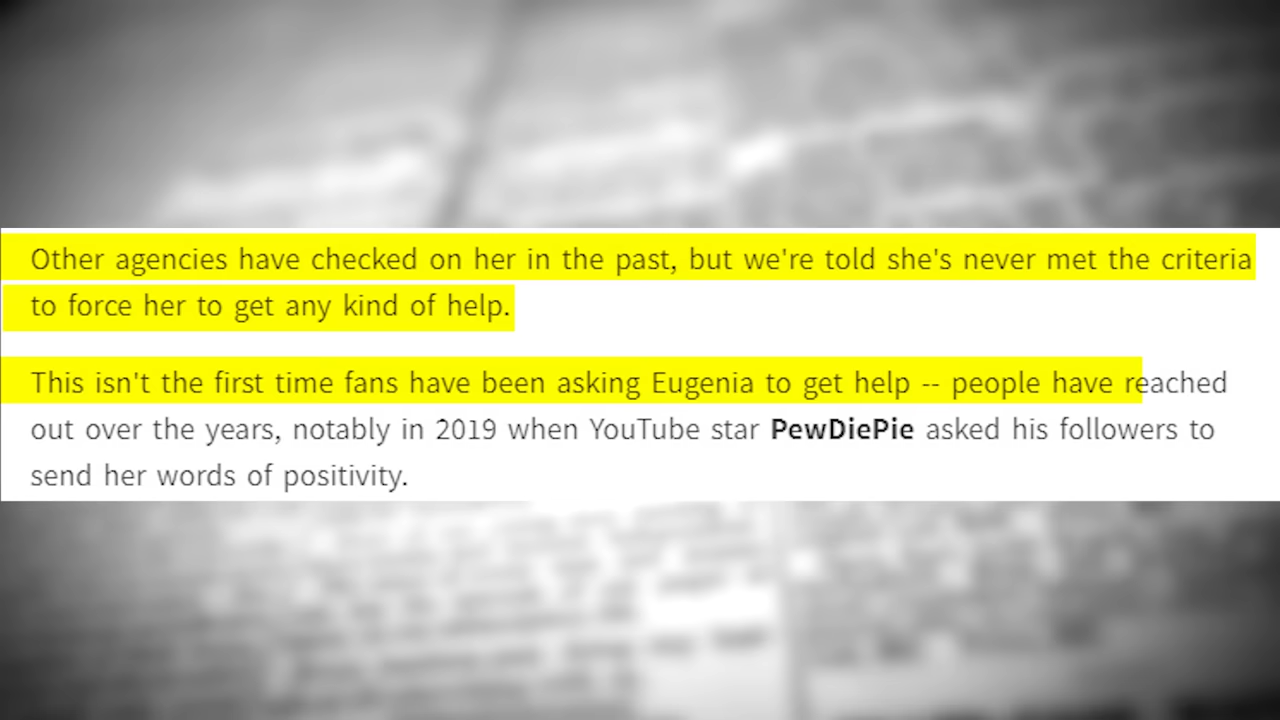 Other agencies have checked on her in the past, but we're told she's never met the criteria
to force her to get any kind of help.
This isn't the first time fans have been asking Eugenia to get help -- people have reached
out over the years, notably in 2019 when YouTube star PewDiePie asked his followers to
send her words of positivity.